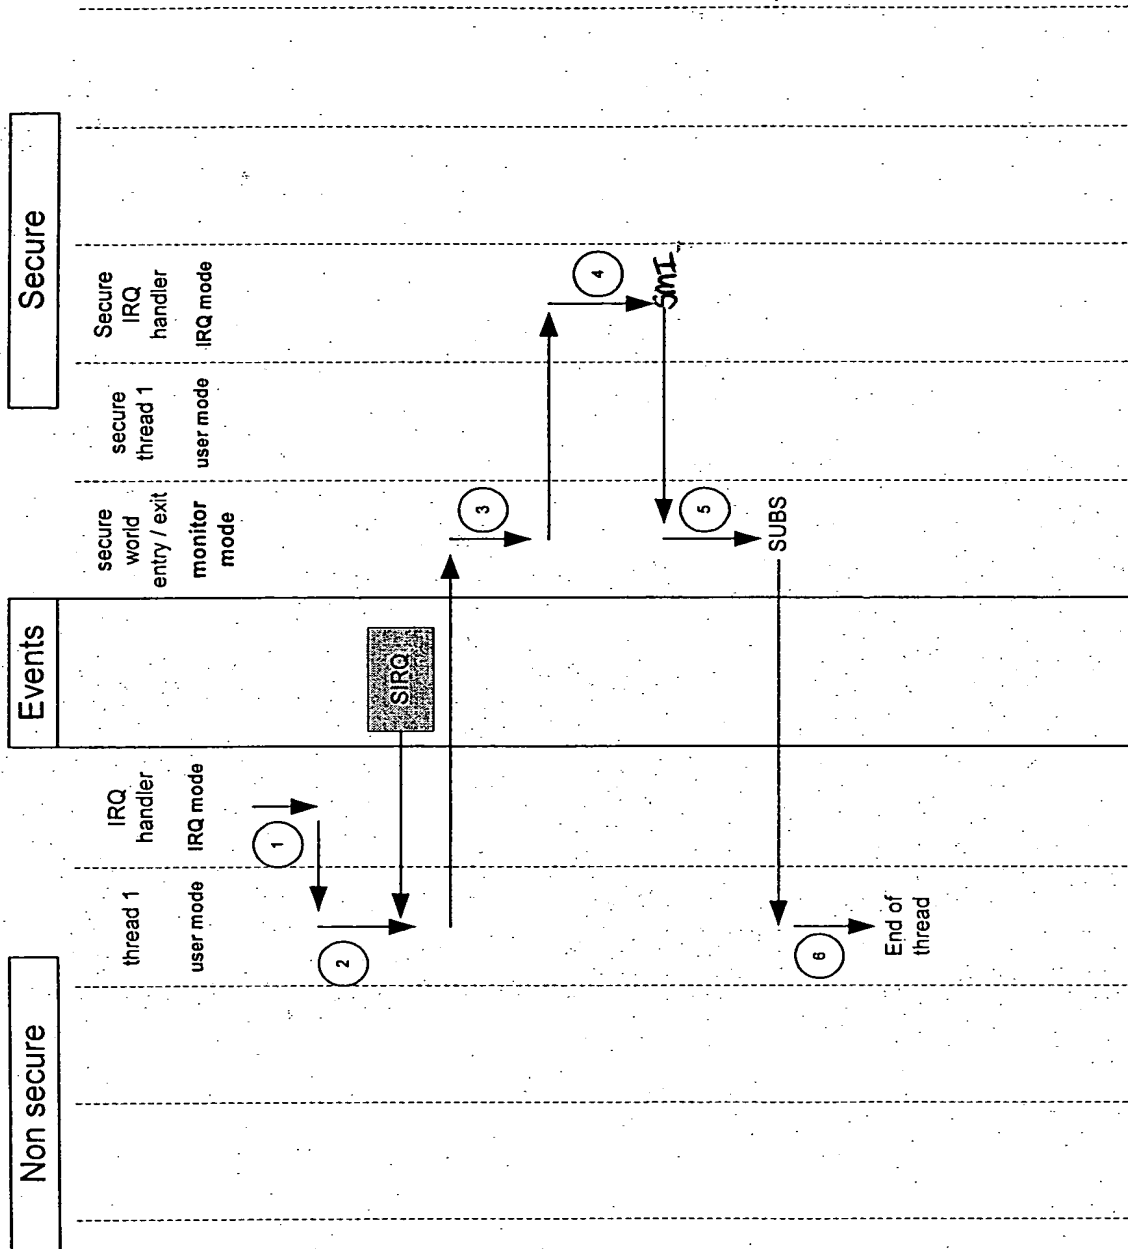 Non secure
Events
Secure
thread 1
user mode
IRQ
handler
IRQ mode
secure
world
entry / exit
monitor
mode
secure
thread 1
user mode
Secure
IRQ
handler
IRQ mode
1
2
SIRQ
3
4
SWI
5
SUBS
6
End of
thread